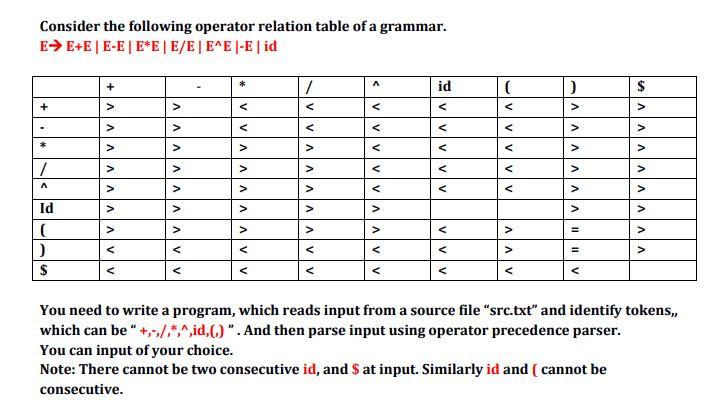 Consider the following operator relation table of a grammar.
E→ E+E | E-E | E*E | E/E | E^E |-E | id
+ - * / ^ id ( ) $
+ > > < < < < < > >
- > > < < < < < > >
* > > > > < < < > >
/ > > > > < < < > >
^ > > > > < < < > >
Id > > > > > > >
( > > > > > < > = >
) < < < < < < > = >
$ < < < < < < < <
You need to write a program, which reads input from a source file “src.txt” and identify tokens,,
which can be “ +,-,/,*,^,id,(,) ” . And then parse input using operator precedence parser.
You can input of your choice.
Note: There cannot be two consecutive id, and $ at input. Similarly id and ( cannot be
consecutive.